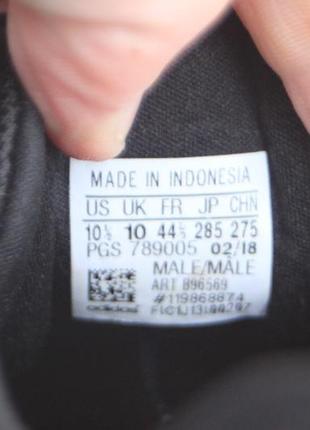 MADE IN INDONESIA
US UK FR JP CHN
10½ 10 44⅔ 285 275
PGS 789005 02/18
MALE/MALE
ART B96569
#119868874
adidas